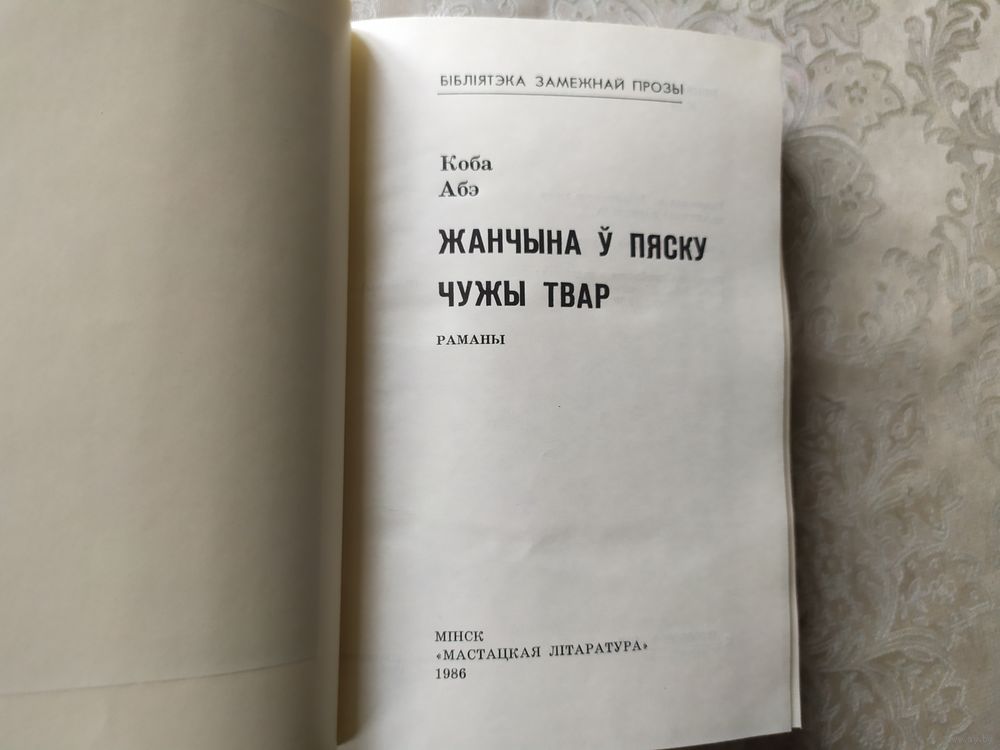 БІБЛІЯТЭКА ЗАМЕЖНАЙ ПРОЗЫ
Коба
Абэ
ЖАНЧЫНА Ў ПЯСКУ
ЧУЖЫ ТВАР
РАМАНЫ
МІНСК
«МАСТАЦКАЯ ЛІТАРАТУРА»
1986